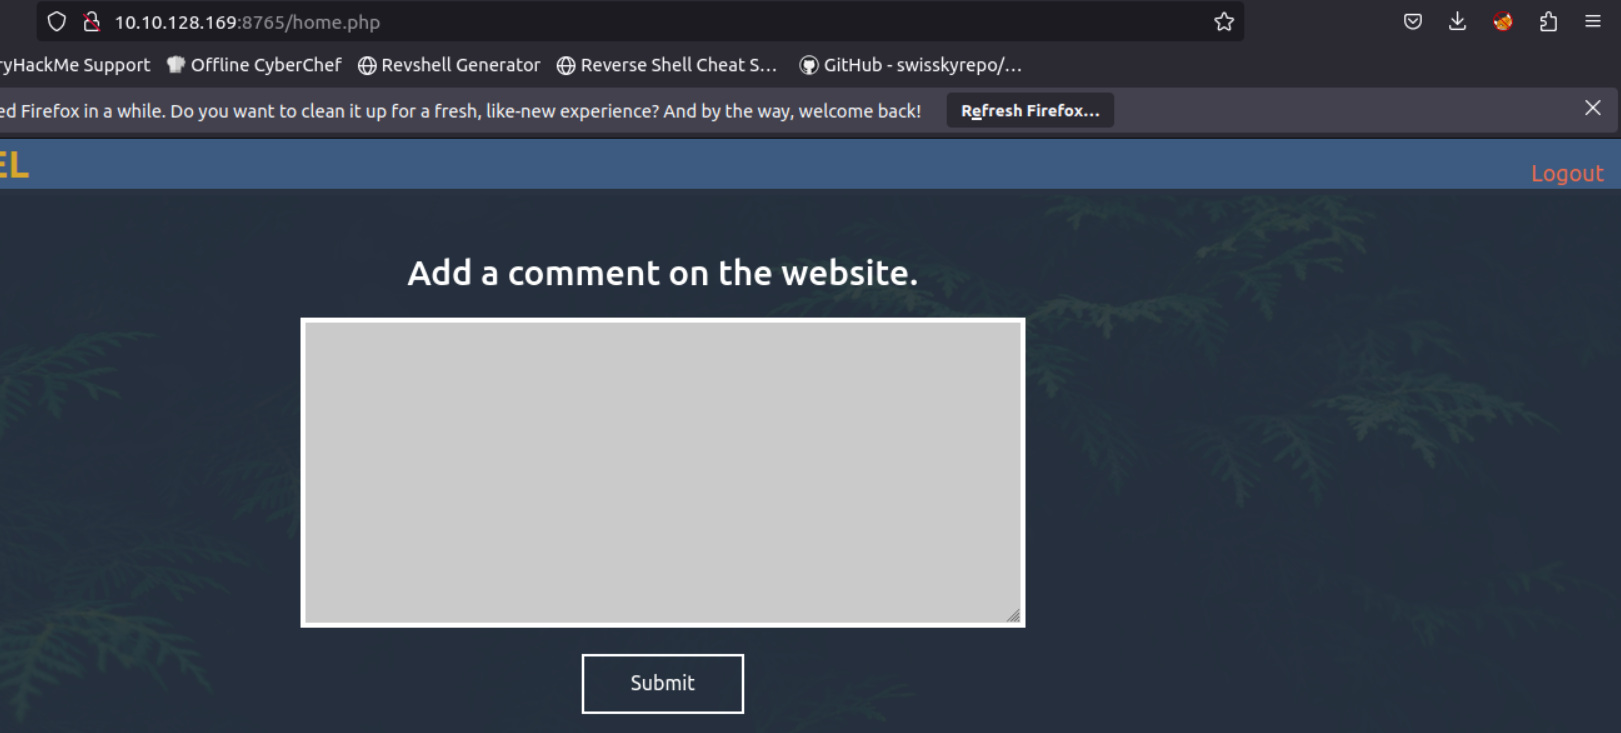 10.10.128.169:8765/home.php
ryHackMe Support Offline CyberChef Revshell Generator Reverse Shell Cheat S... GitHub - swisskyrepo/...
ed Firefox in a while. Do you want to clean it up for a fresh, like-new experience? And by the way, welcome back! Refresh Firefox...
EL
Logout
Add a comment on the website.
Submit